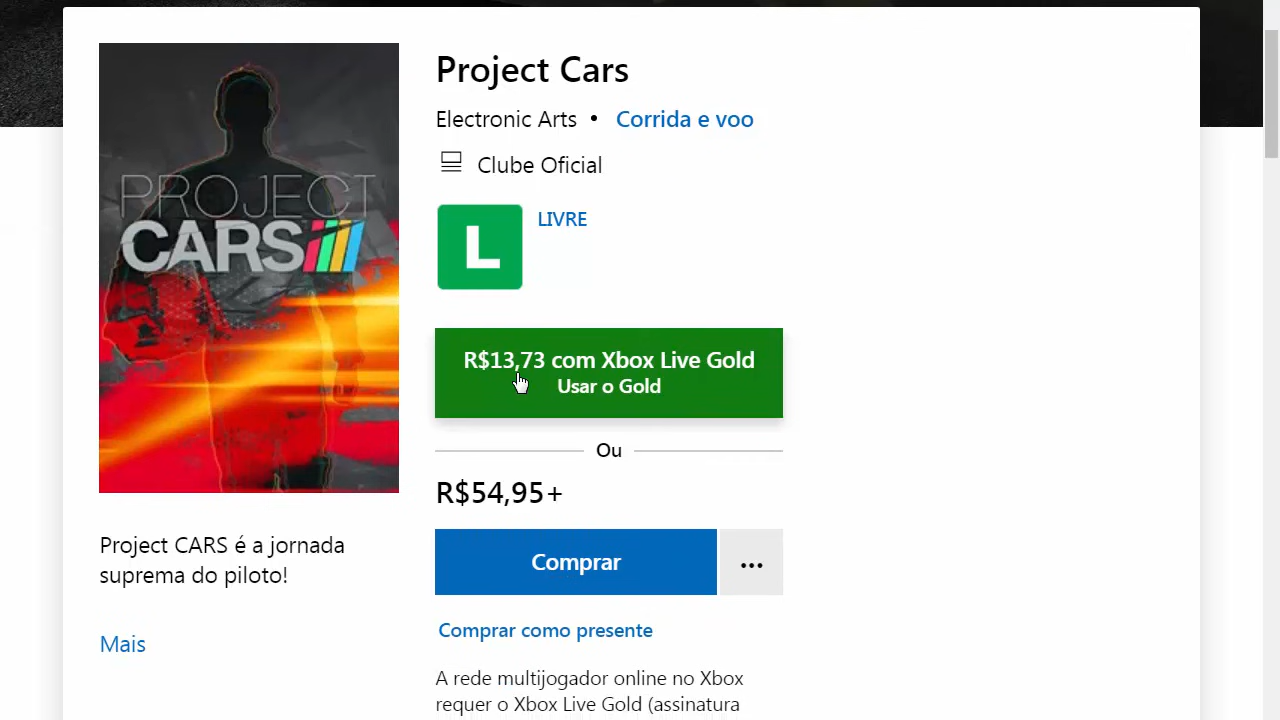 PROJECT
CARS
Project CARS é a jornada
suprema do piloto!
Mais
Project Cars
Electronic Arts • Corrida e voo
Clube Oficial
L
LIVRE
R$13,73 com Xbox Live Gold
Usar o Gold
Ou
R$54,95+
Comprar
...
Comprar como presente
A rede multijogador online no Xbox
requer o Xbox Live Gold (assinatura